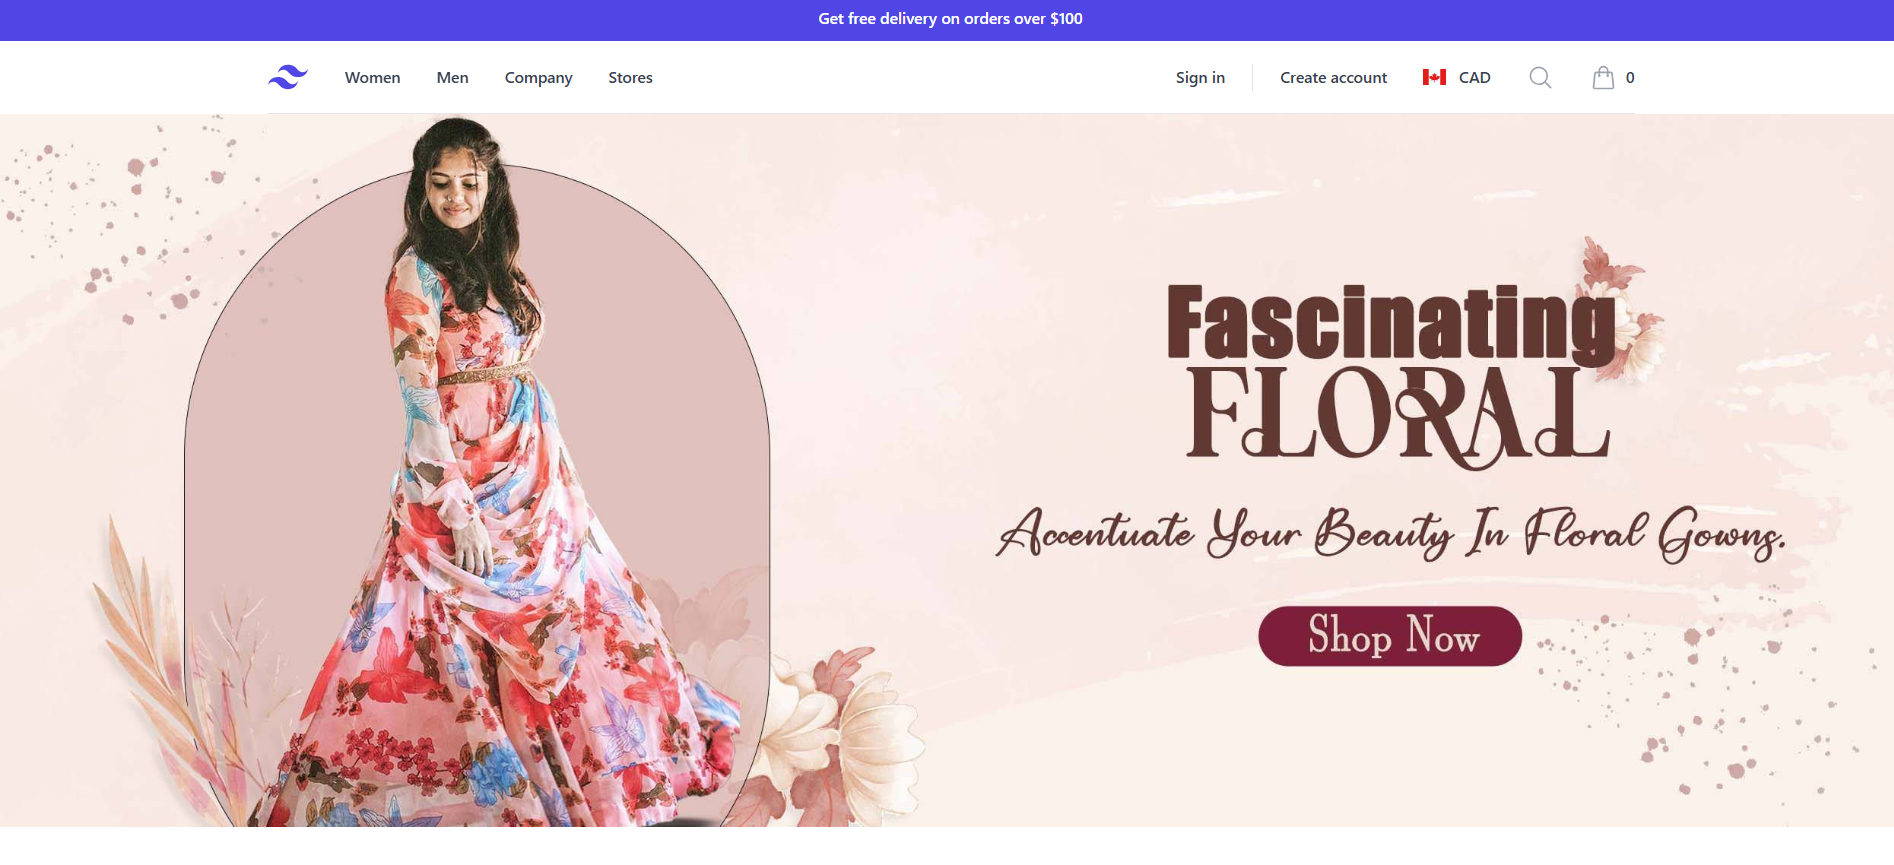 Get free delivery on orders over $100
Women Men Company Stores Sign in Create account CAD 0
Fascinating
FLORAL
Accentuate Your Beauty In Floral Gowns.
Shop Now